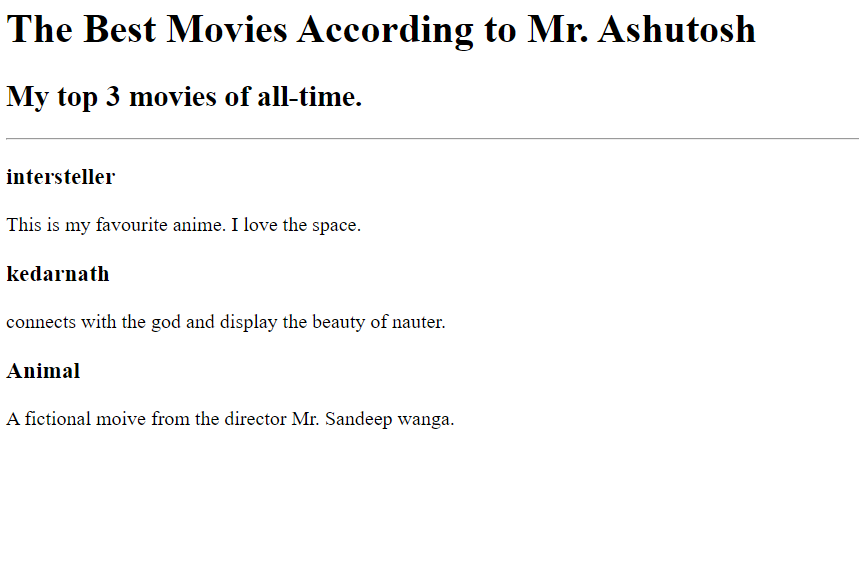 The Best Movies According to Mr. Ashutosh
My top 3 movies of all-time.
intersteller
This is my favourite anime. I love the space.
kedarnath
connects with the god and display the beauty of nauter.
Animal
A fictional moive from the director Mr. Sandeep wanga.